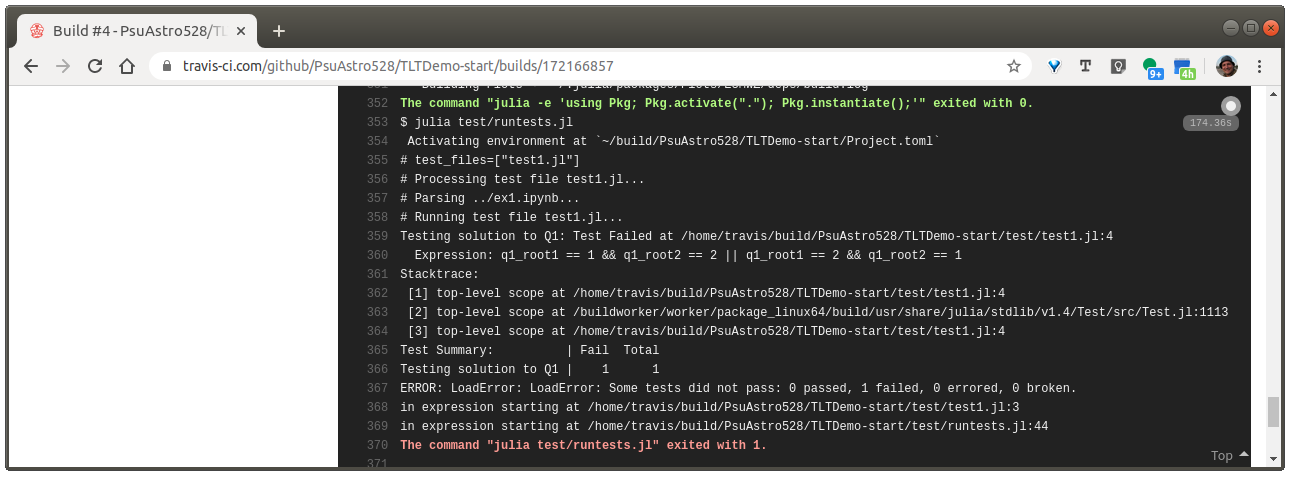 Build #4 - PsuAstro528/TL
travis-ci.com/github/PsuAstro528/TLTDemo-start/builds/172166857
9+
4h
352 The command "julia -e 'using Pkg; Pkg.activate("."); Pkg.instantiate();'" exited with 0.
353 $ julia test/runtests.jl
174.36s
354 Activating environment at `~/build/PsuAstro528/TLTDemo-start/Project.toml`
355 # test_files=["test1.jl"]
356 # Processing test file test1.jl...
357 # Parsing ../ex1.ipynb...
358 # Running test file test1.jl...
359 Testing solution to Q1: Test Failed at /home/travis/build/PsuAstro528/TLTDemo-start/test/test1.jl:4
360 Expression: q1_root1 == 1 && q1_root2 == 2 || q1_root1 == 2 && q1_root2 == 1
361 Stacktrace:
362 [1] top-level scope at /home/travis/build/PsuAstro528/TLTDemo-start/test/test1.jl:4
363 [2] top-level scope at /buildworker/worker/package_linux64/build/usr/share/julia/stdlib/v1.4/Test/src/Test.jl:1113
364 [3] top-level scope at /home/travis/build/PsuAstro528/TLTDemo-start/test/test1.jl:4
365 Test Summary: | Fail Total
366 Testing solution to Q1 | 1 1
367 ERROR: LoadError: LoadError: Some tests did not pass: 0 passed, 1 failed, 0 errored, 0 broken.
368 in expression starting at /home/travis/build/PsuAstro528/TLTDemo-start/test/test1.jl:3
369 in expression starting at /home/travis/build/PsuAstro528/TLTDemo-start/test/runtests.jl:44
370 The command "julia test/runtests.jl" exited with 1.
Top
371